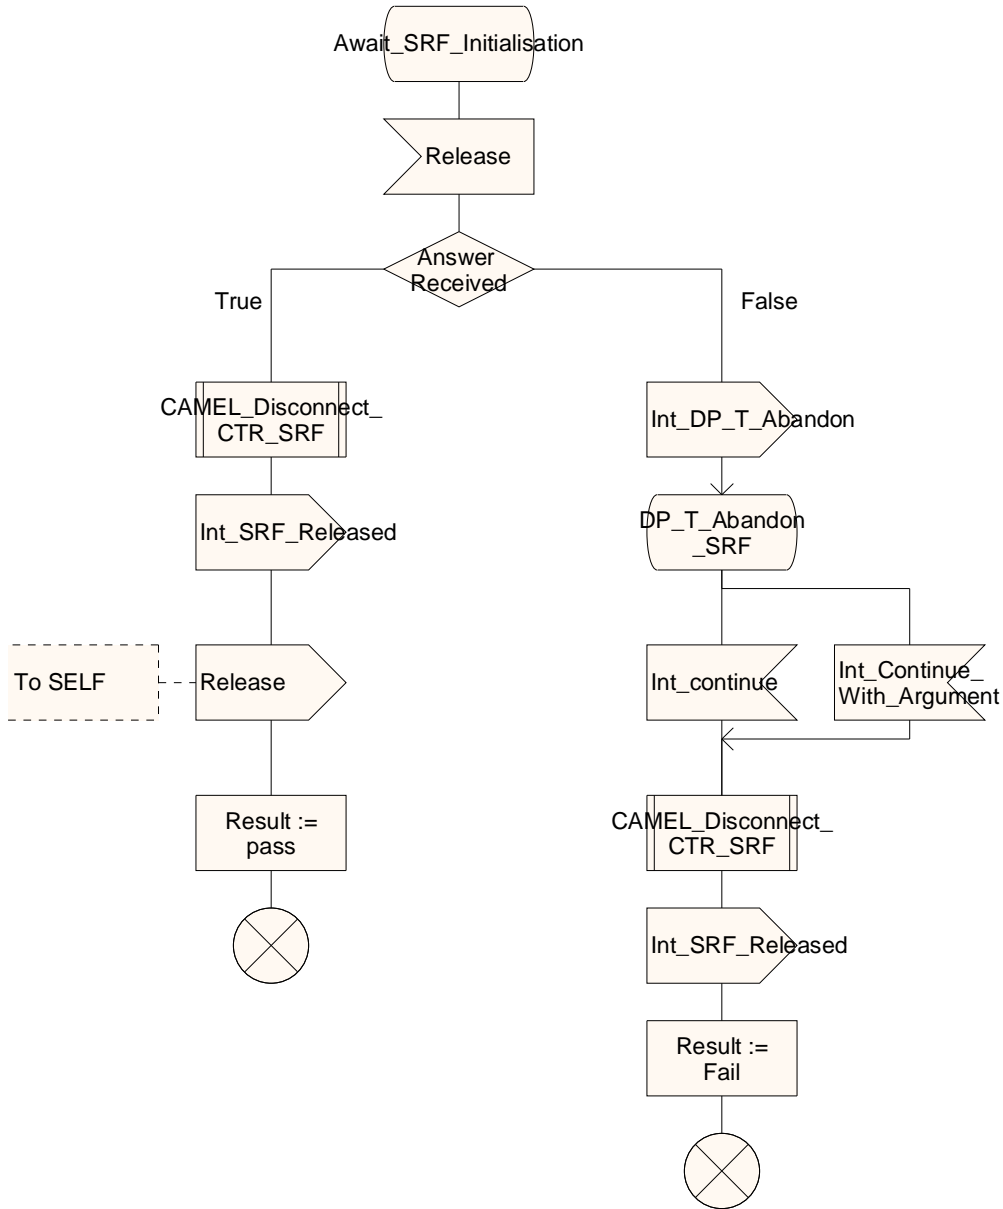 Await_SRF_Initialisation
Release
Answer
Received
True
False
CAMEL_Disconnect_
CTR_SRF
Int_DP_T_Abandon
Int_SRF_Released
DP_T_Abandon
_SRF
To SELF
Release
Int_continue
Int_Continue_
With_Argument
Result :=
pass
CAMEL_Disconnect_
CTR_SRF
Int_SRF_Released
Result :=
Fail